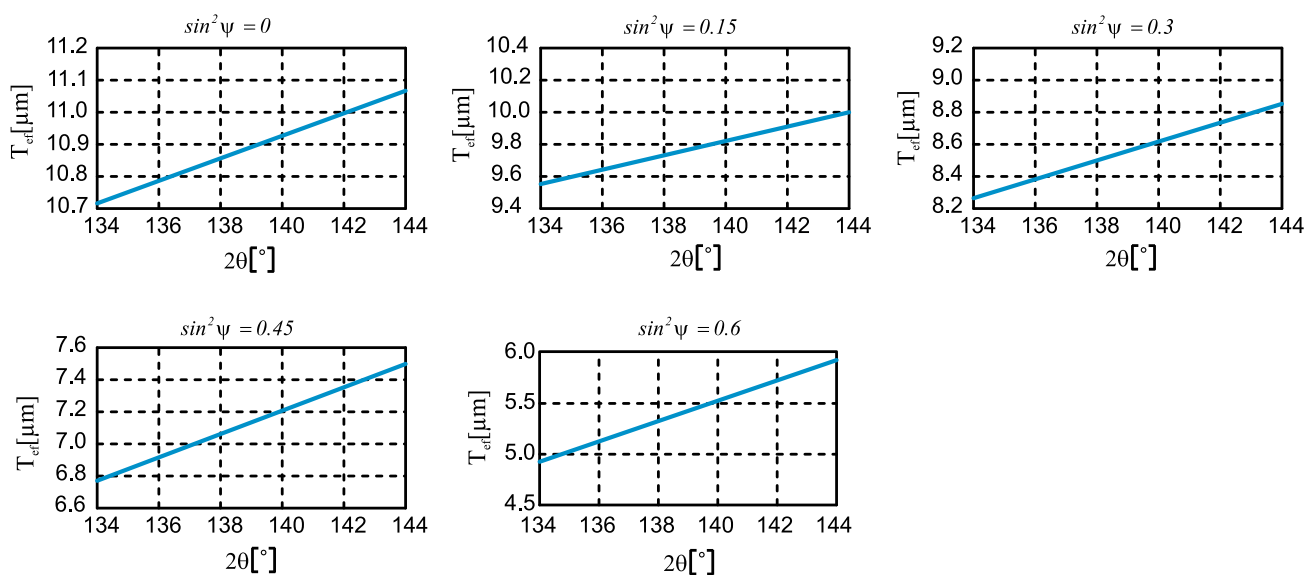 sin² ψ = 0
11.2
11.1
11.0
10.9
10.8
10.7
T_ef[μm]
134 136 138 140 142 144
2θ[°]
sin² ψ = 0.15
10.4
10.2
10.0
9.8
9.6
9.4
T_ef[μm]
134 136 138 140 142 144
2θ[°]
sin² ψ = 0.3
9.2
9.0
8.8
8.6
8.4
8.2
T_ef[μm]
134 136 138 140 142 144
2θ[°]
sin² ψ = 0.45
7.6
7.4
7.2
7.0
6.8
6.6
T_ef[μm]
134 136 138 140 142 144
2θ[°]
sin² ψ = 0.6
6.0
5.5
5.0
4.5
T_ef[μm]
134 136 138 140 142 144
2θ[°]